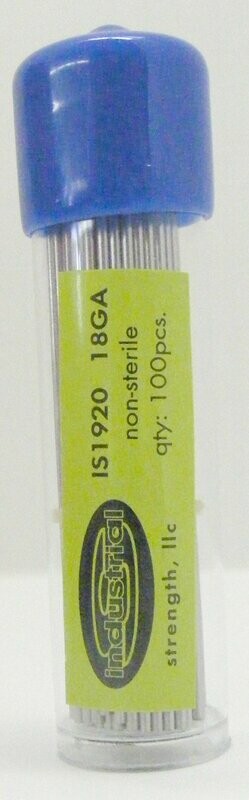 IS1920 18GA
non-sterile
qty: 100pcs.
industrial
strength, llc